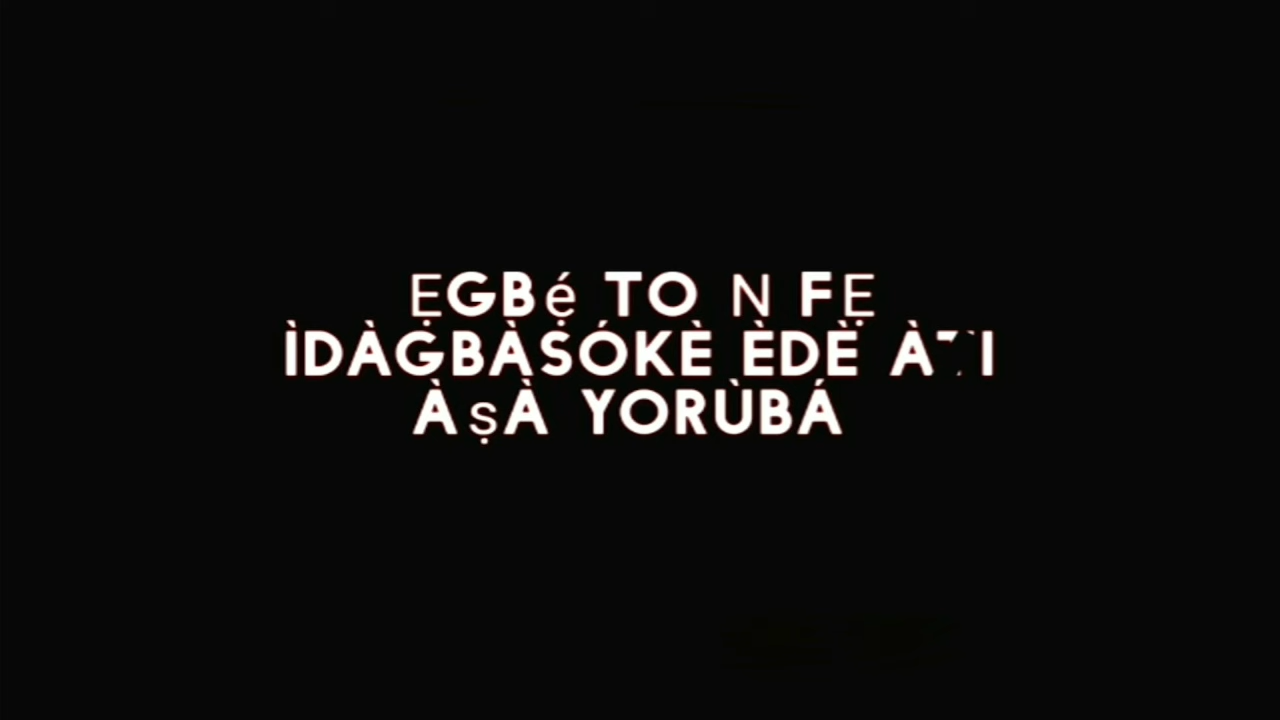 ẸGBẹ́ TO N FẸ
ÌDÀGBÀSÓKÈ ÈDÈ
ÀṣÀ YORÙBÁ